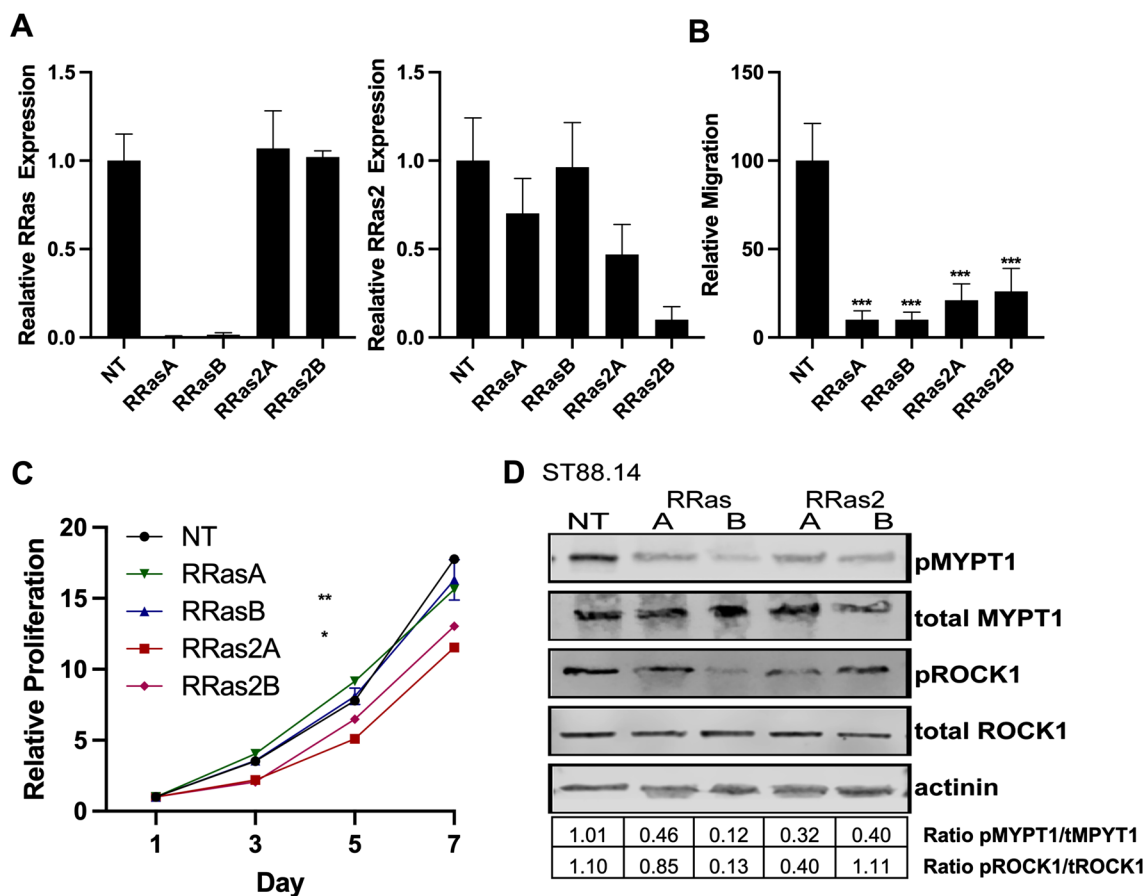 A
Realative RRas Expression
1.5
1.0
0.5
0.0
NT
RRasA
RRasB
RRas2A
RRas2B
Realative RRas2 Expression
1.5
1.0
0.5
0.0
NT
RRasA
RRasB
RRas2A
RRas2B
B
Relative Migration
150
100
50
0
***
***
***
***
NT
RRasA
RRasB
RRas2A
RRas2B
C
Relative Proliferation
20
15
10
5
0
NT
RRasA
RRasB
RRas2A
RRas2B
**
*
1 3 5 7
Day
D ST88.14
RRas RRas2
NT A B A B
pMYPT1
total MYPT1
pROCK1
total ROCK1
actinin
1.01 0.46 0.12 0.32 0.40 Ratio pMYPT1/tMPYT1
1.10 0.85 0.13 0.40 1.11 Ratio pROCK1/tROCK1